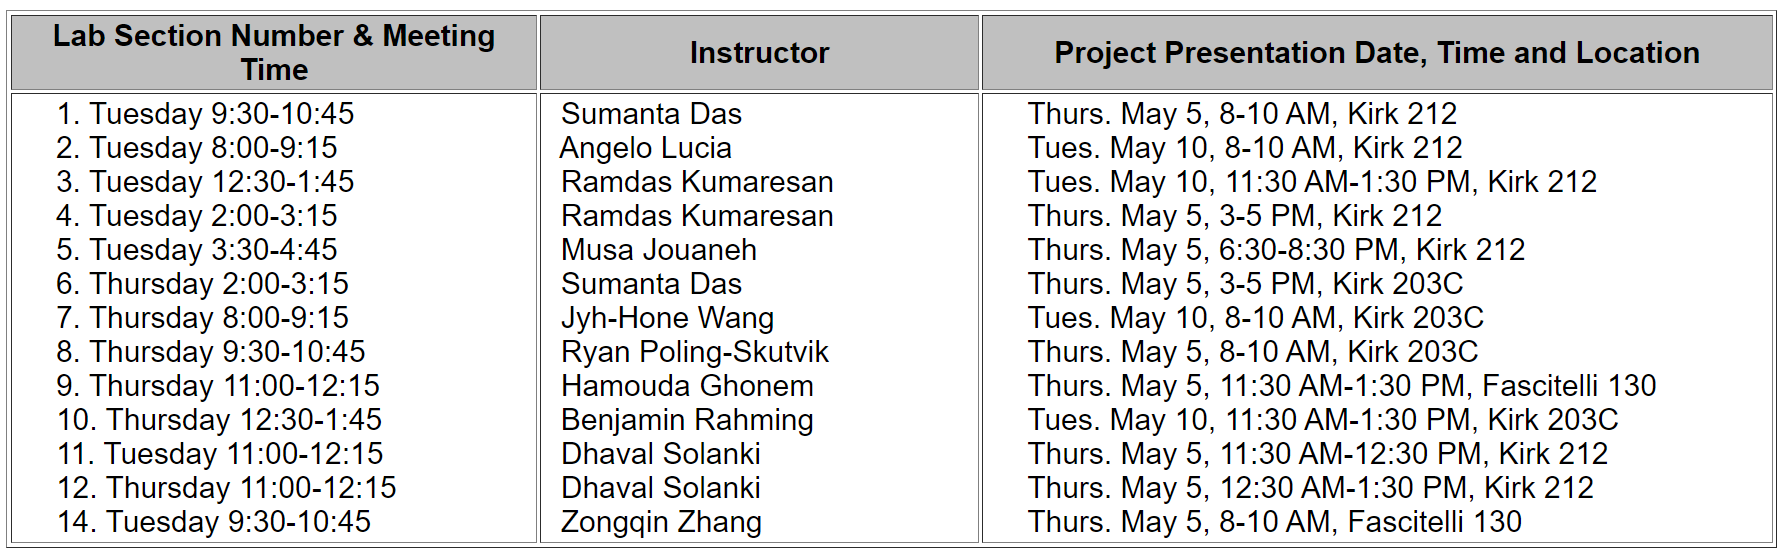 Lab Section Number & Meeting
Time
Instructor
Project Presentation Date, Time and Location
1. Tuesday 9:30-10:45 Sumanta Das Thurs. May 5, 8-10 AM, Kirk 212
2. Tuesday 8:00-9:15 Angelo Lucia Tues. May 10, 8-10 AM, Kirk 212
3. Tuesday 12:30-1:45 Ramdas Kumaresan Tues. May 10, 11:30 AM-1:30 PM, Kirk 212
4. Tuesday 2:00-3:15 Ramdas Kumaresan Thurs. May 5, 3-5 PM, Kirk 212
5. Tuesday 3:30-4:45 Musa Jouaneh Thurs. May 5, 6:30-8:30 PM, Kirk 212
6. Thursday 2:00-3:15 Sumanta Das Thurs. May 5, 3-5 PM, Kirk 203C
7. Thursday 8:00-9:15 Jyh-Hone Wang Tues. May 10, 8-10 AM, Kirk 203C
8. Thursday 9:30-10:45 Ryan Poling-Skutvik Thurs. May 5, 8-10 AM, Kirk 203C
9. Thursday 11:00-12:15 Hamouda Ghonem Thurs. May 5, 11:30 AM-1:30 PM, Fascitelli 130
10. Thursday 12:30-1:45 Benjamin Rahming Tues. May 10, 11:30 AM-1:30 PM, Kirk 203C
11. Tuesday 11:00-12:15 Dhaval Solanki Thurs. May 5, 11:30 AM-12:30 PM, Kirk 212
12. Thursday 11:00-12:15 Dhaval Solanki Thurs. May 5, 12:30 AM-1:30 PM, Kirk 212
14. Tuesday 9:30-10:45 Zongqin Zhang Thurs. May 5, 8-10 AM, Fascitelli 130